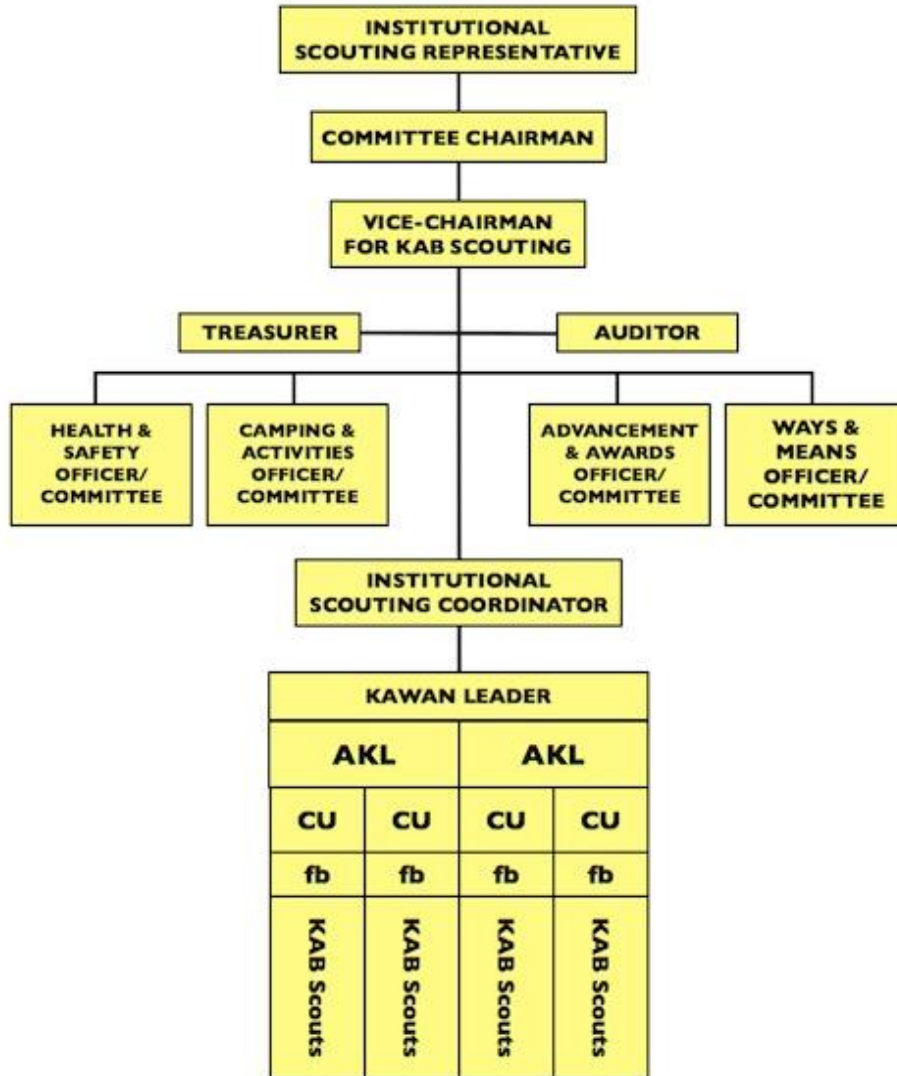 INSTITUTIONAL
SCOUTING REPRESENTATIVE
COMMITTEE CHAIRMAN
VICE-CHAIRMAN
FOR KAB SCOUTING
TREASURER
AUDITOR
HEALTH &
SAFETY
OFFICER/
COMMITTEE
CAMPING &
ACTIVITIES
OFFICER/
COMMITTEE
ADVANCEMENT
& AWARDS
OFFICER/
COMMITTEE
WAYS &
MEANS
OFFICER/
COMMITTEE
INSTITUTIONAL
SCOUTING COORDINATOR
KAWAN LEADER
AKL AKL
CU CU CU CU
fb fb fb fb
KAB Scouts
KAB Scouts
KAB Scouts
KAB Scouts